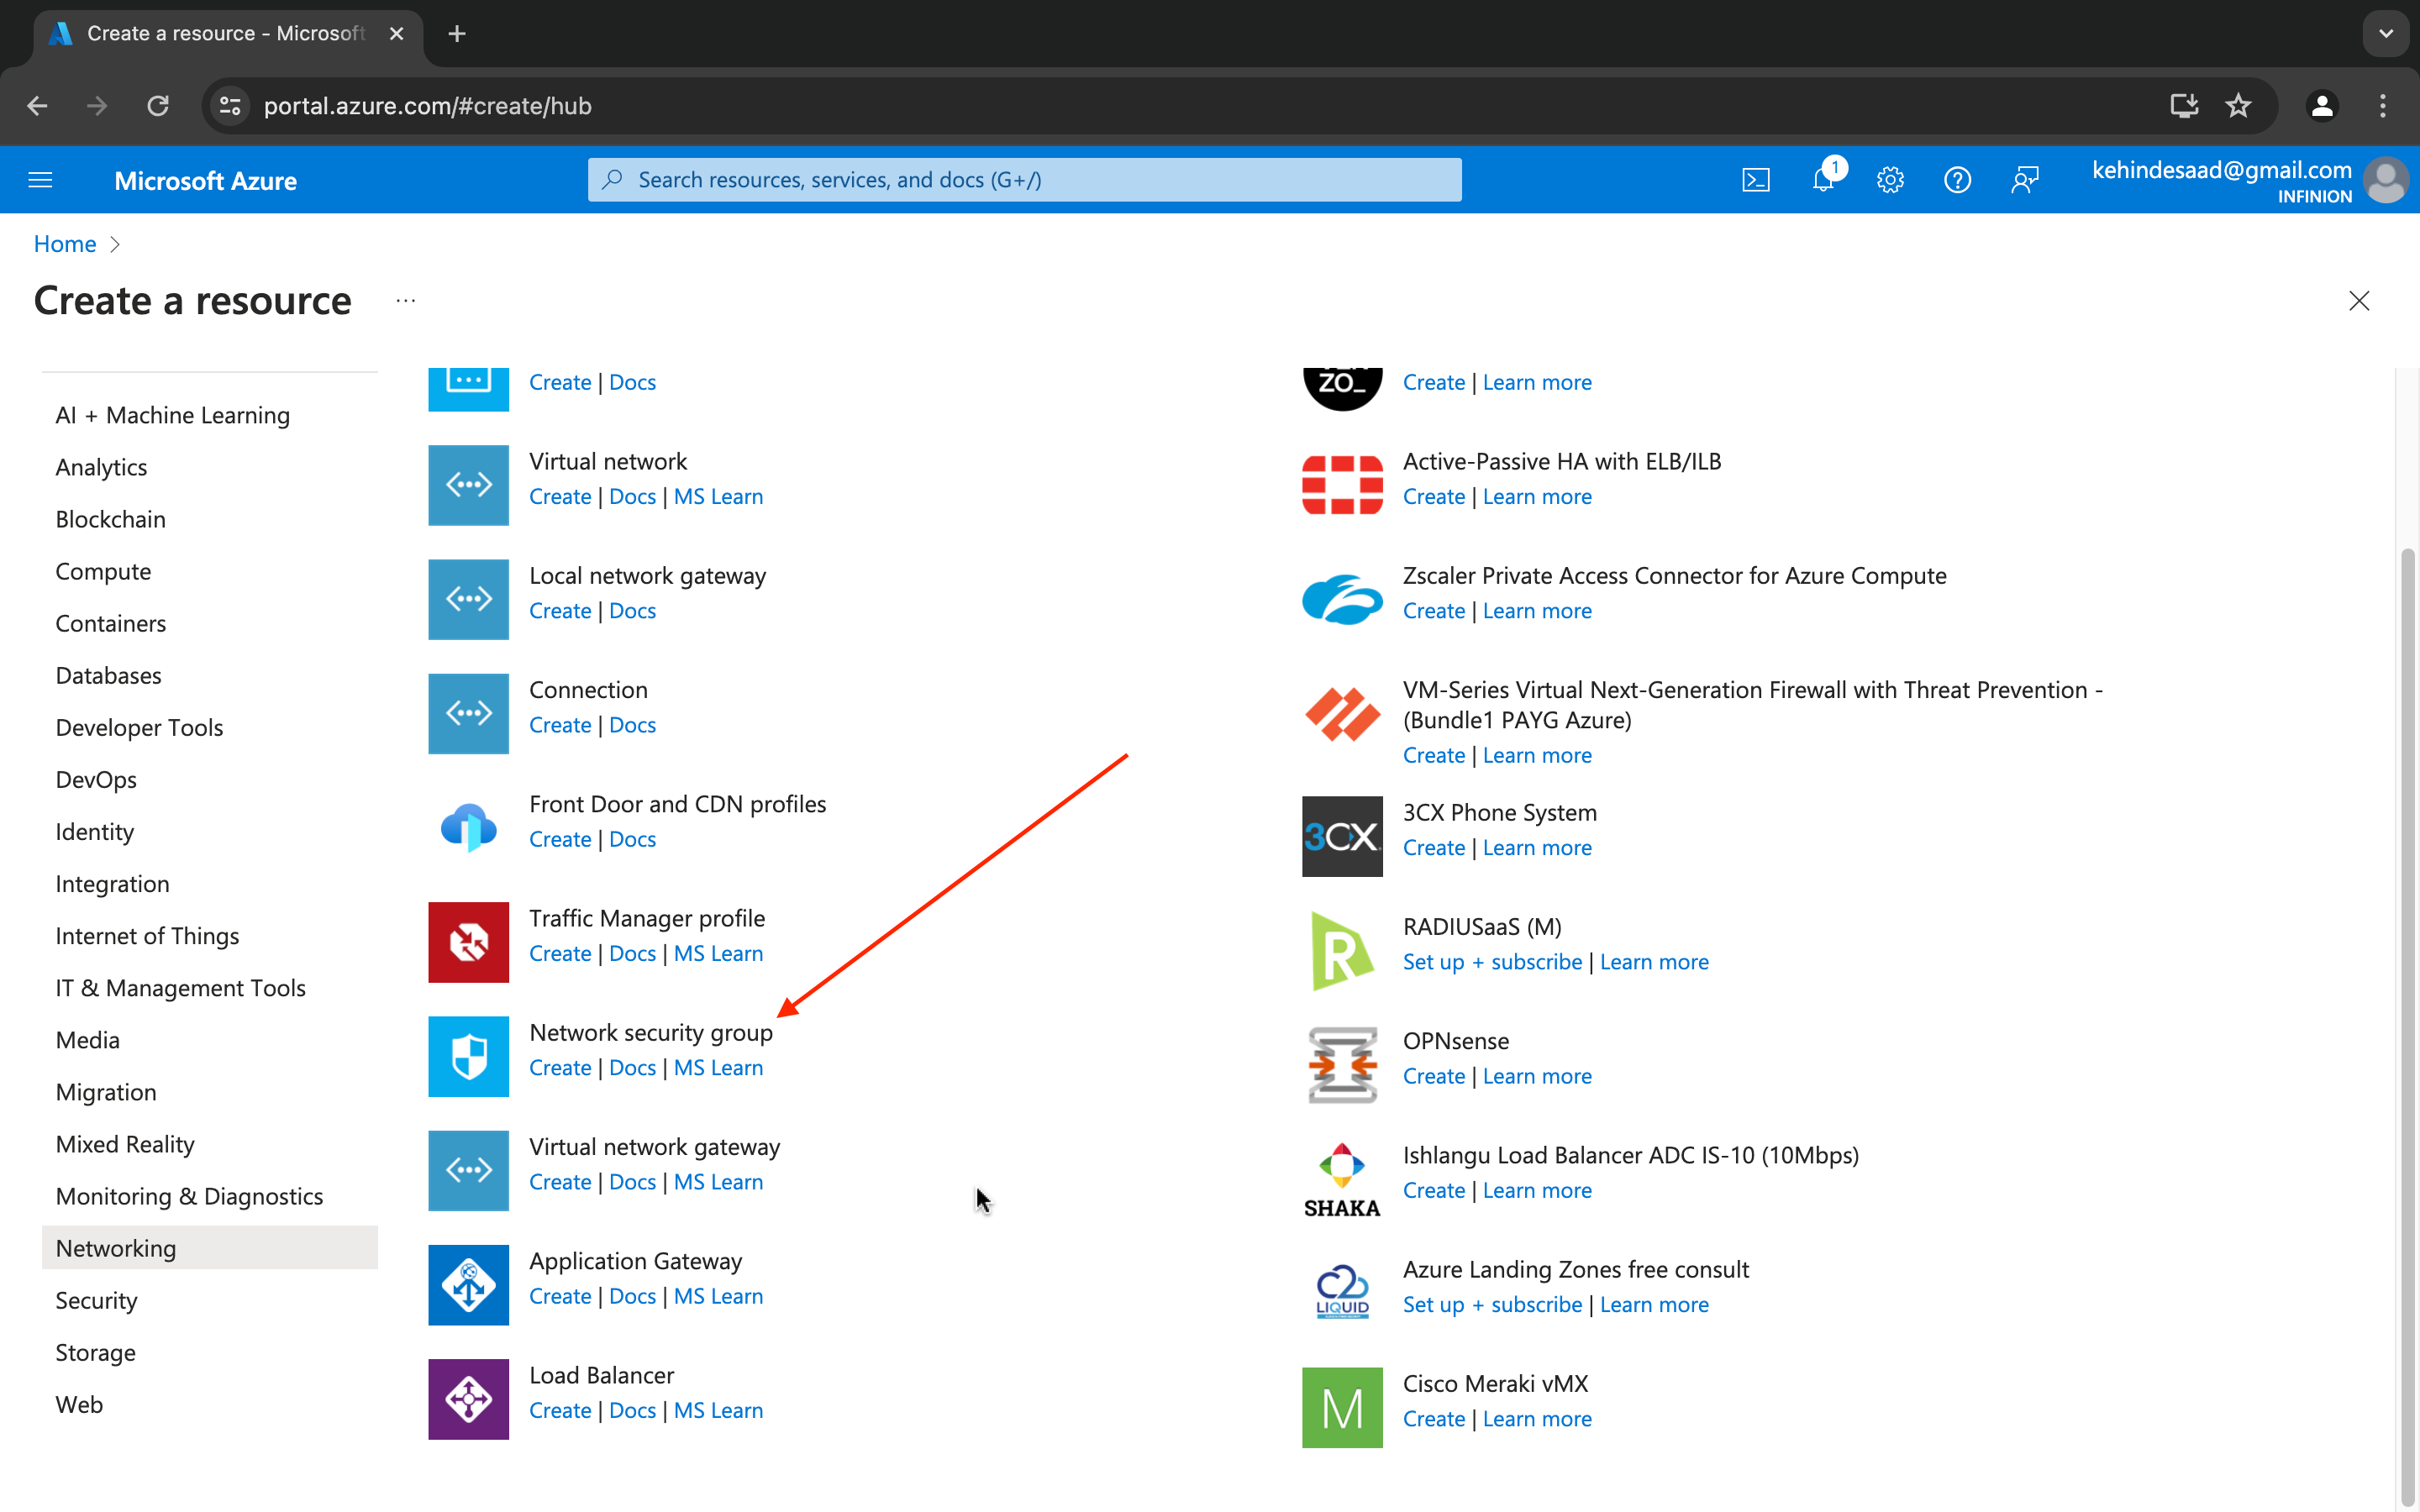 Create a resource - Microsoft
portal.azure.com/#create/hub
Microsoft Azure
Search resources, services, and docs (G+/)
1
kehindesaad@gmail.com
INFINION
Home
Create a resource
AI + Machine Learning
Analytics
Blockchain
Compute
Containers
Databases
Developer Tools
DevOps
Identity
Integration
Internet of Things
IT & Management Tools
Media
Migration
Mixed Reality
Monitoring & Diagnostics
Networking
Security
Storage
Web
Create | Docs
Virtual network
Create | Docs | MS Learn
Local network gateway
Create | Docs
Connection
Create | Docs
Front Door and CDN profiles
Create | Docs
Traffic Manager profile
Create | Docs | MS Learn
Network security group
Create | Docs | MS Learn
Virtual network gateway
Create | Docs | MS Learn
Application Gateway
Create | Docs | MS Learn
Load Balancer
Create | Docs | MS Learn
ZO_
Create | Learn more
Active-Passive HA with ELB/ILB
Create | Learn more
Zscaler Private Access Connector for Azure Compute
Create | Learn more
VM-Series Virtual Next-Generation Firewall with Threat Prevention -
(Bundle1 PAYG Azure)
Create | Learn more
3CX
3CX Phone System
Create | Learn more
R
RADIUSaaS (M)
Set up + subscribe | Learn more
OPNsense
Create | Learn more
SHAKA
Ishlangu Load Balancer ADC IS-10 (10Mbps)
Create | Learn more
C2
LIQUID
Azure Landing Zones free consult
Set up + subscribe | Learn more
M
Cisco Meraki vMX
Create | Learn more